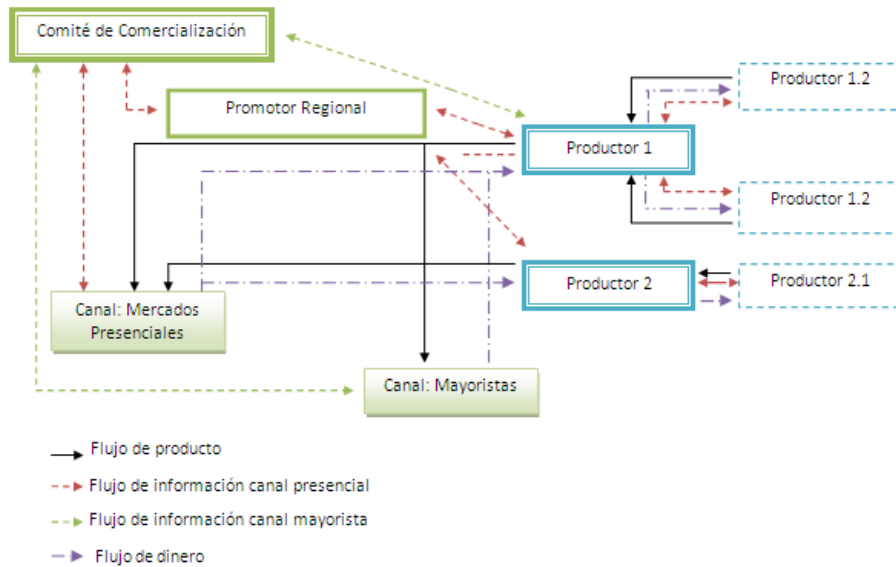 Comité de Comercialización
Promotor Regional
Productor 1
Productor 1.2
Productor 1.2
Productor 2
Productor 2.1
Canal: Mercados
Presenciales
Canal: Mayoristas
Flujo de producto
Flujo de información canal presencial
Flujo de información canal mayorista
Flujo de dinero